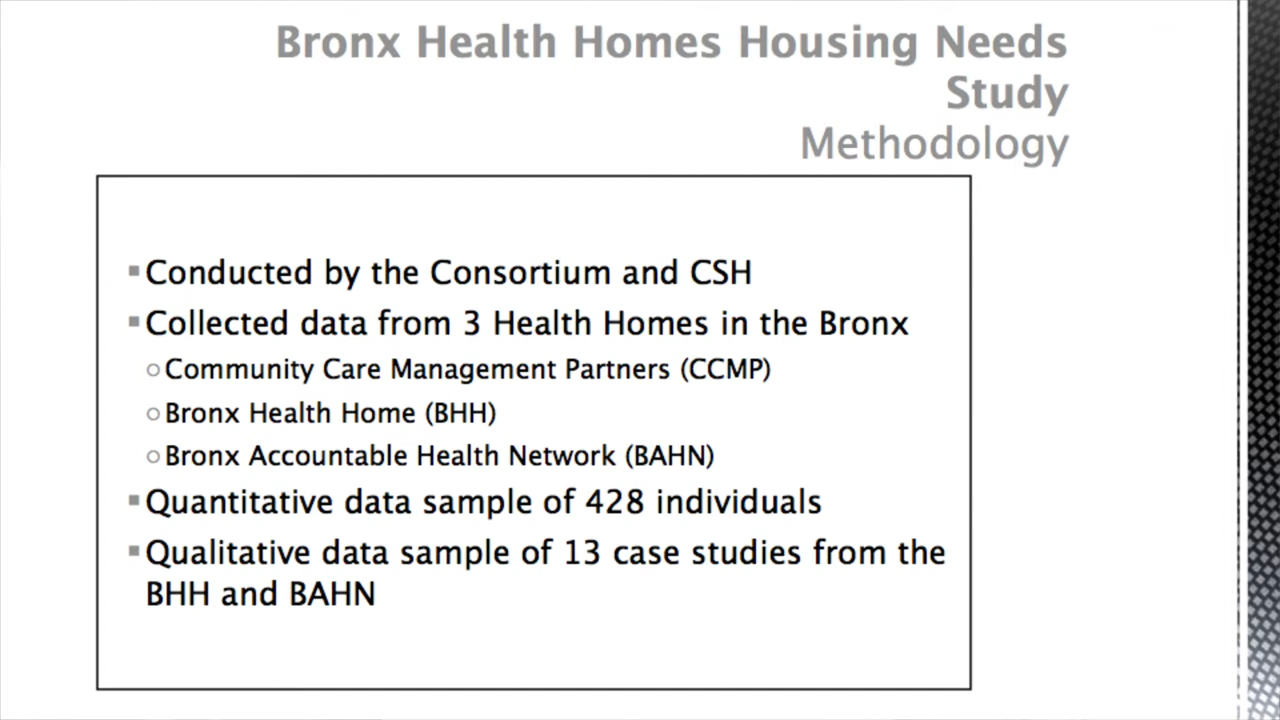 Bronx Health Homes Housing Needs
Study
Methodology
▪Conducted by the Consortium and CSH
▪Collected data from 3 Health Homes in the Bronx
○Community Care Management Partners (CCMP)
○Bronx Health Home (BHH)
○Bronx Accountable Health Network (BAHN)
▪Quantitative data sample of 428 individuals
▪Qualitative data sample of 13 case studies from the
BHH and BAHN